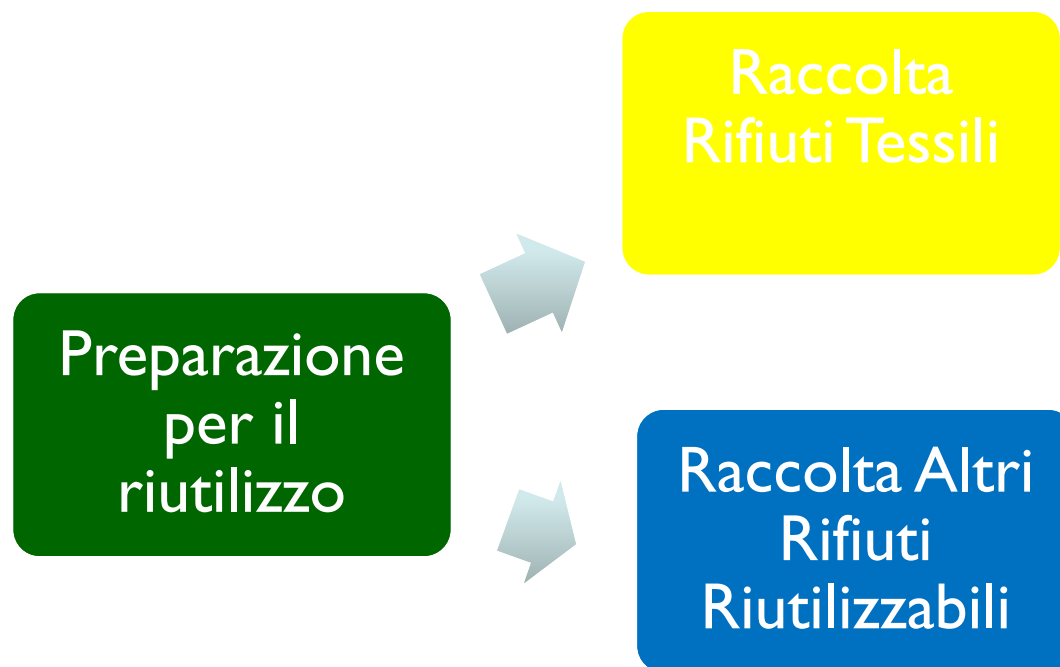 Raccolta
Rifiuti Tessili
Preparazione
per il
riutilizzo
Raccolta Altri
Rifiuti
Riutilizzabili